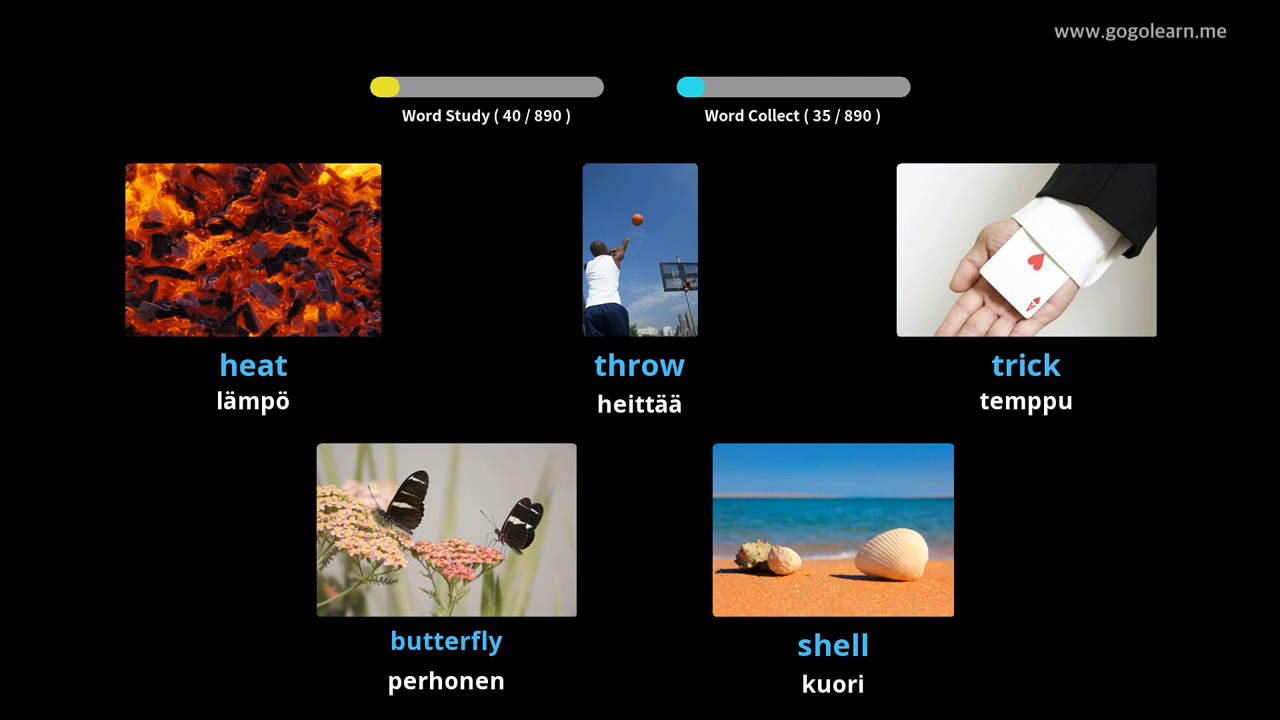 www.gogolearn.me
Word Study ( 40 / 890 )
Word Collect ( 35 / 890 )
heat
lämpö
throw
heittää
trick
temppu
butterfly
perhonen
shell
kuori